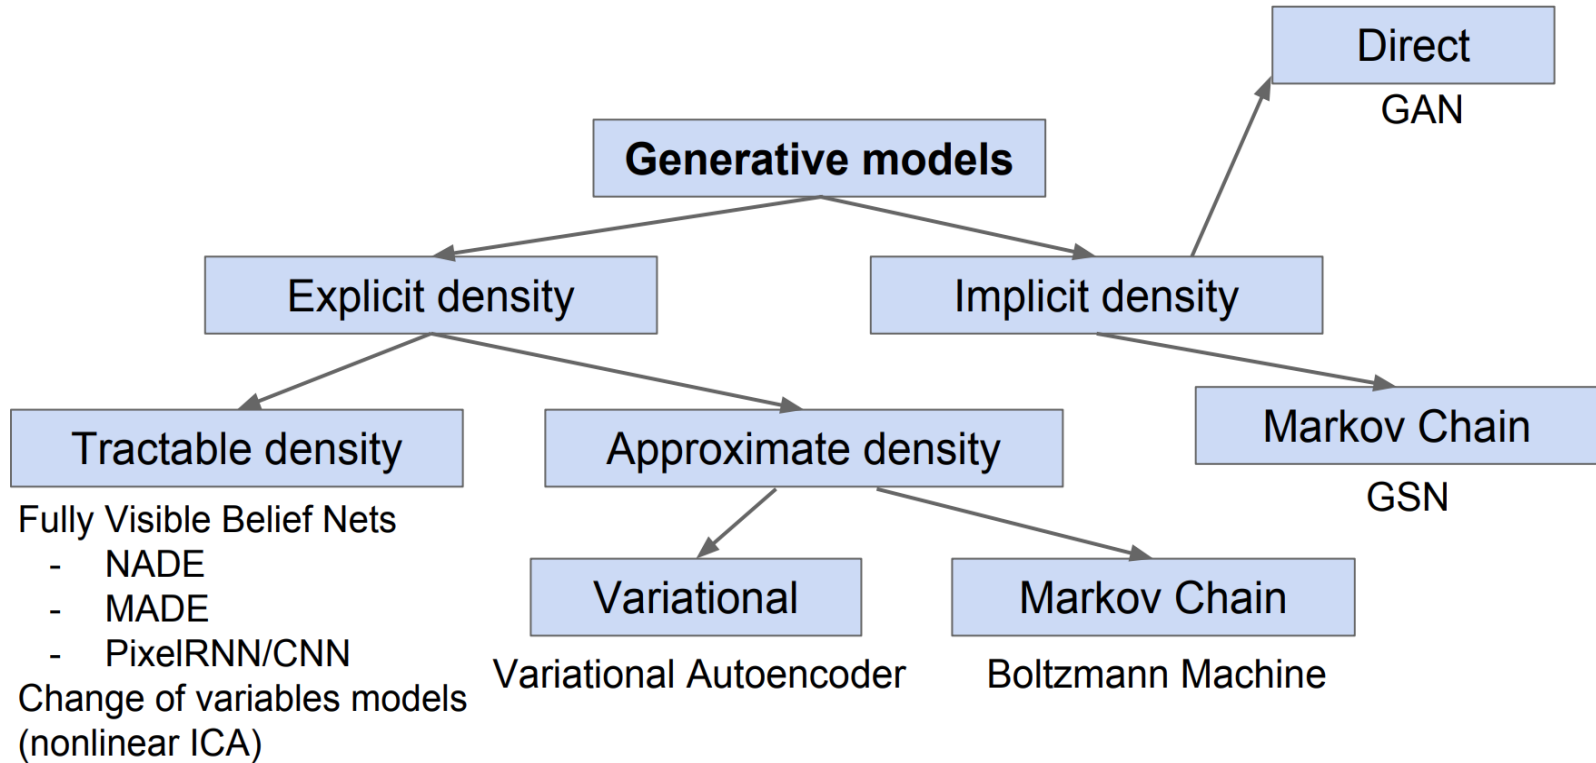 Direct
GAN
Generative models
Explicit density
Implicit density
Tractable density
Approximate density
Markov Chain
GSN
Fully Visible Belief Nets
- NADE
- MADE
- PixelRNN/CNN
Change of variables models
(nonlinear ICA)
Variational
Markov Chain
Variational Autoencoder
Boltzmann Machine